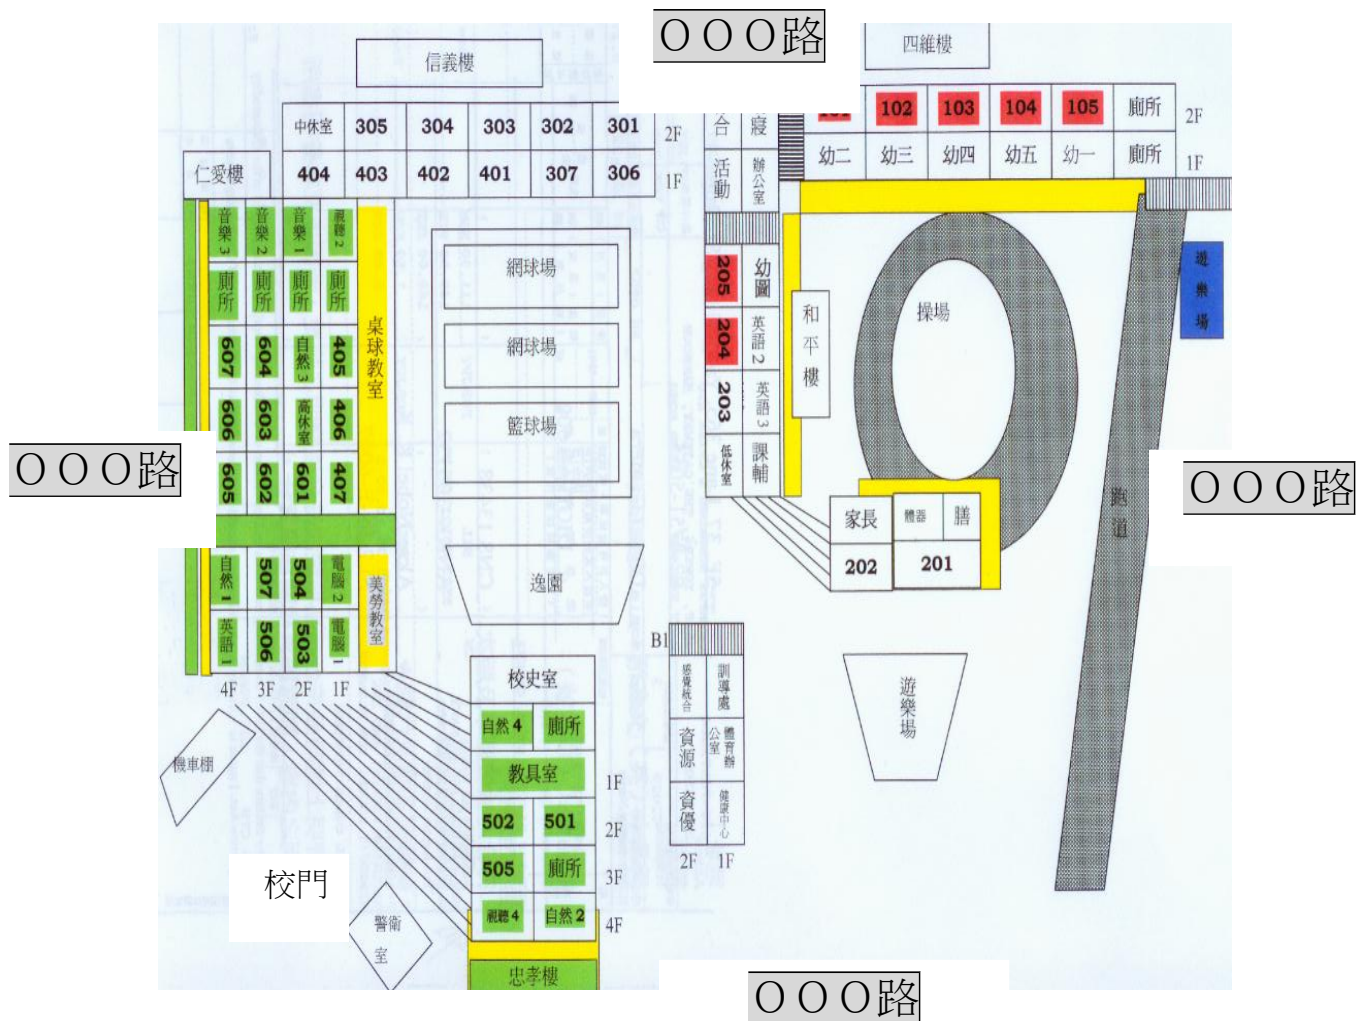 ＯＯＯ路
信義樓
四維樓
中休室 305 304 303 302 301 2F
404 403 402 401 307 306 1F
仁愛樓
102 103 104 105 廁所 2F
幼二 幼三 幼四 幼五 幼一 廁所 1F
合 寢
活動 辦公室
音樂3 音樂2 音樂1 視聽2
廁所 廁所 廁所 廁所
607 604 自然3 405
606 603 高休室 406
605 602 601 407
桌球教室
自然1 507 504 電腦2
英語1 506 503 電腦1
美勞教室
4F 3F 2F 1F
網球場
網球場
籃球場
逸園
205 幼圖
204 英語2
203 英語3
低休室 課輔
和平樓
操場
遊樂場
跑道
家長 體器 膳
202 201
ＯＯＯ路
ＯＯＯ路
B1
感覺統合 訓導處
資源 體育辦公室
資優 健康中心
2F 1F
遊樂場
校史室
自然4 廁所
教具室 1F
502 501 2F
505 廁所 3F
視聽4 自然2 4F
忠孝樓
機車棚
校門
警衛室
ＯＯＯ路